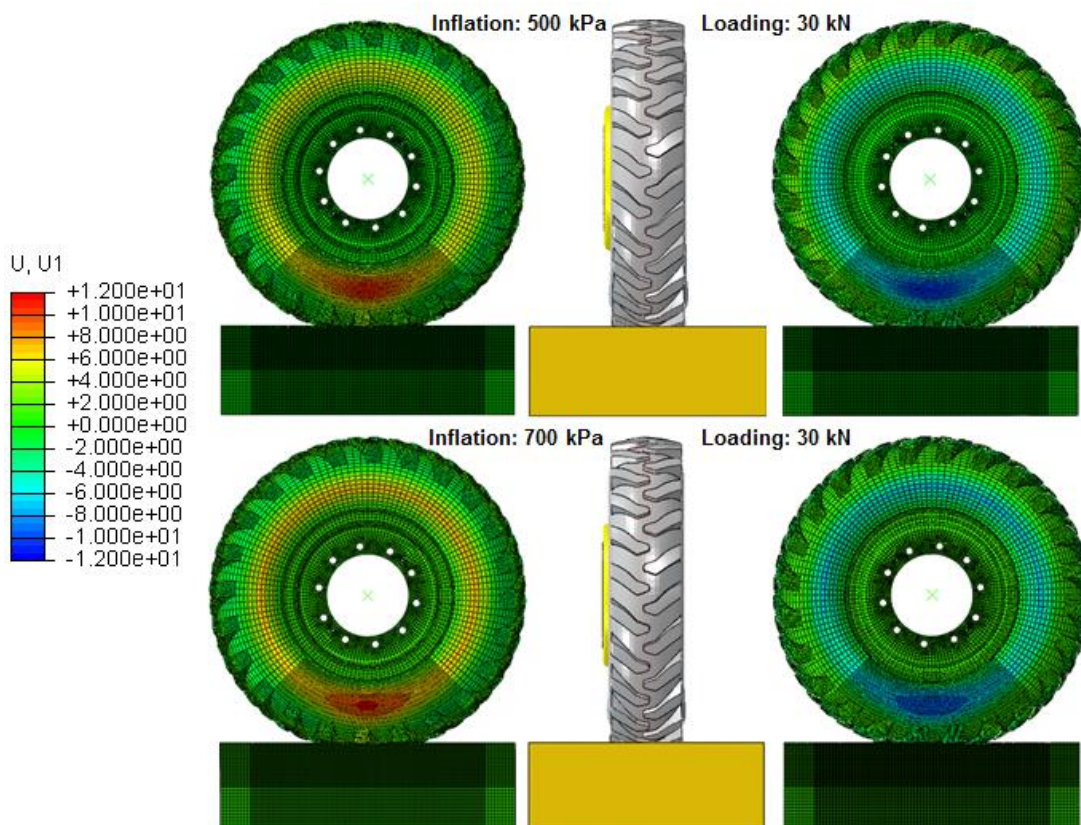 Inflation: 500 kPa Loading: 30 kN
U, U1
+1.200e+01
+1.000e+01
+8.000e+00
+6.000e+00
+4.000e+00
+2.000e+00
+0.000e+00
-2.000e+00
-4.000e+00
-6.000e+00
-8.000e+00
-1.000e+01
-1.200e+01
Inflation: 700 kPa Loading: 30 kN